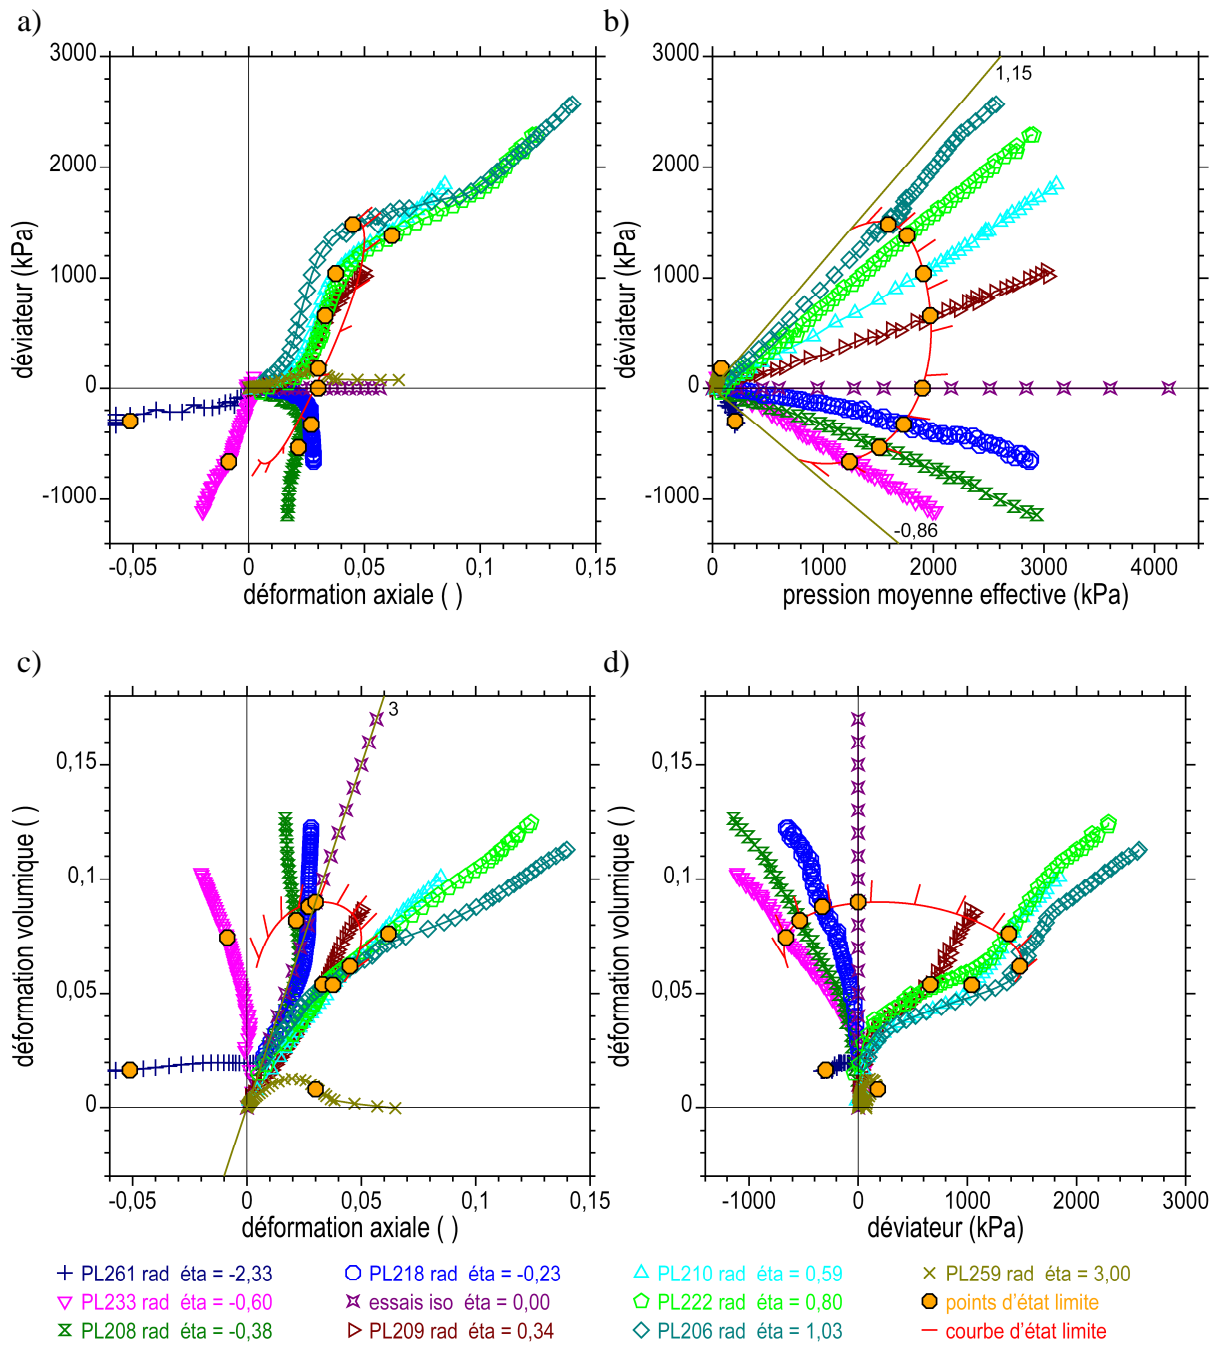 a)
b)
3000
2000
1000
0
-1000
déviateur (kPa)
-0,05
0
0,05
0,1
0,15
déformation axiale ( )
3000
2000
1000
0
-1000
déviateur (kPa)
1,15
-0,86
0
1000
2000
3000
4000
pression moyenne effective (kPa)
c)
d)
0,15
0,1
0,05
0
déformation volumique ( )
3
-0,05
0
0,05
0,1
0,15
déformation axiale ( )
0,15
0,1
0,05
0
déformation volumique ( )
-1000
0
1000
2000
3000
déviateur (kPa)
PL261 rad éta = -2,33
PL218 rad éta = -0,23
PL210 rad éta = 0,59
PL259 rad éta = 3,00
PL233 rad éta = -0,60
essais iso éta = 0,00
PL222 rad éta = 0,80
points d'état limite
PL208 rad éta = -0,38
PL209 rad éta = 0,34
PL206 rad éta = 1,03
courbe d'état limite